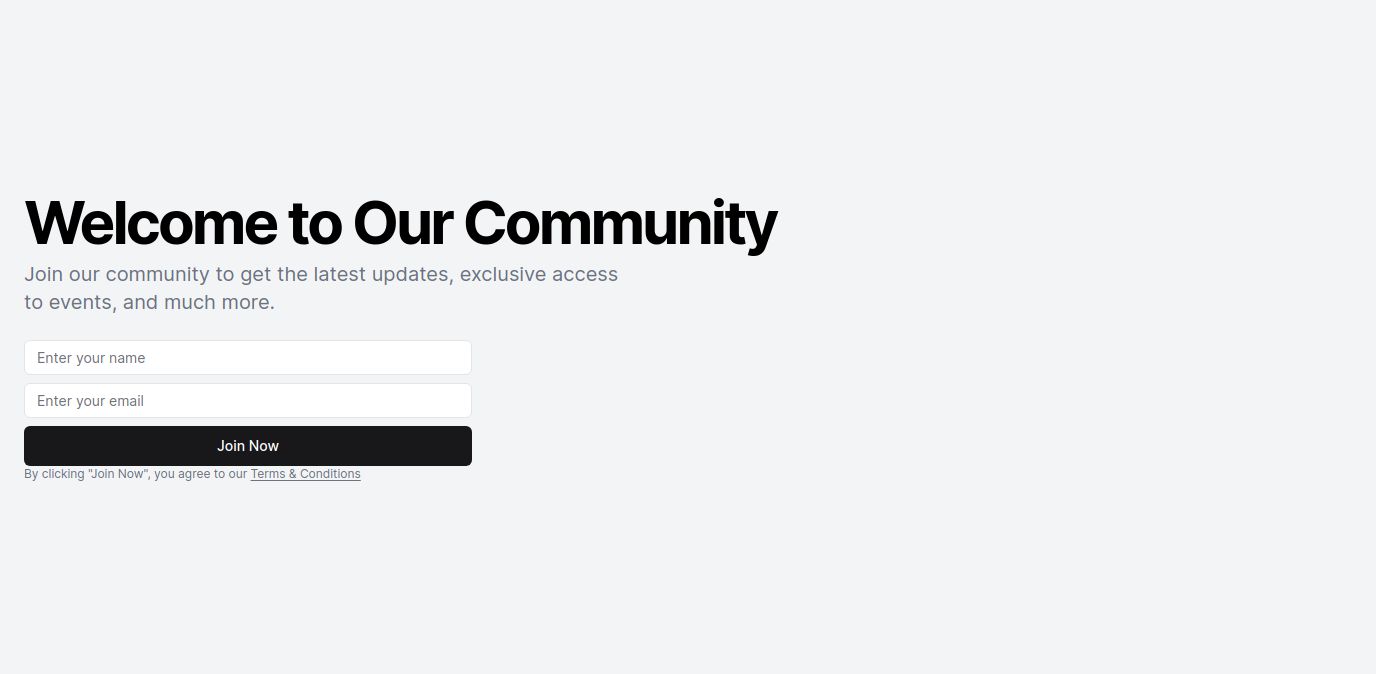 Welcome to Our Community
Join our community to get the latest updates, exclusive access
to events, and much more.
Enter your name
Enter your email
Join Now
By clicking "Join Now", you agree to our Terms & Conditions